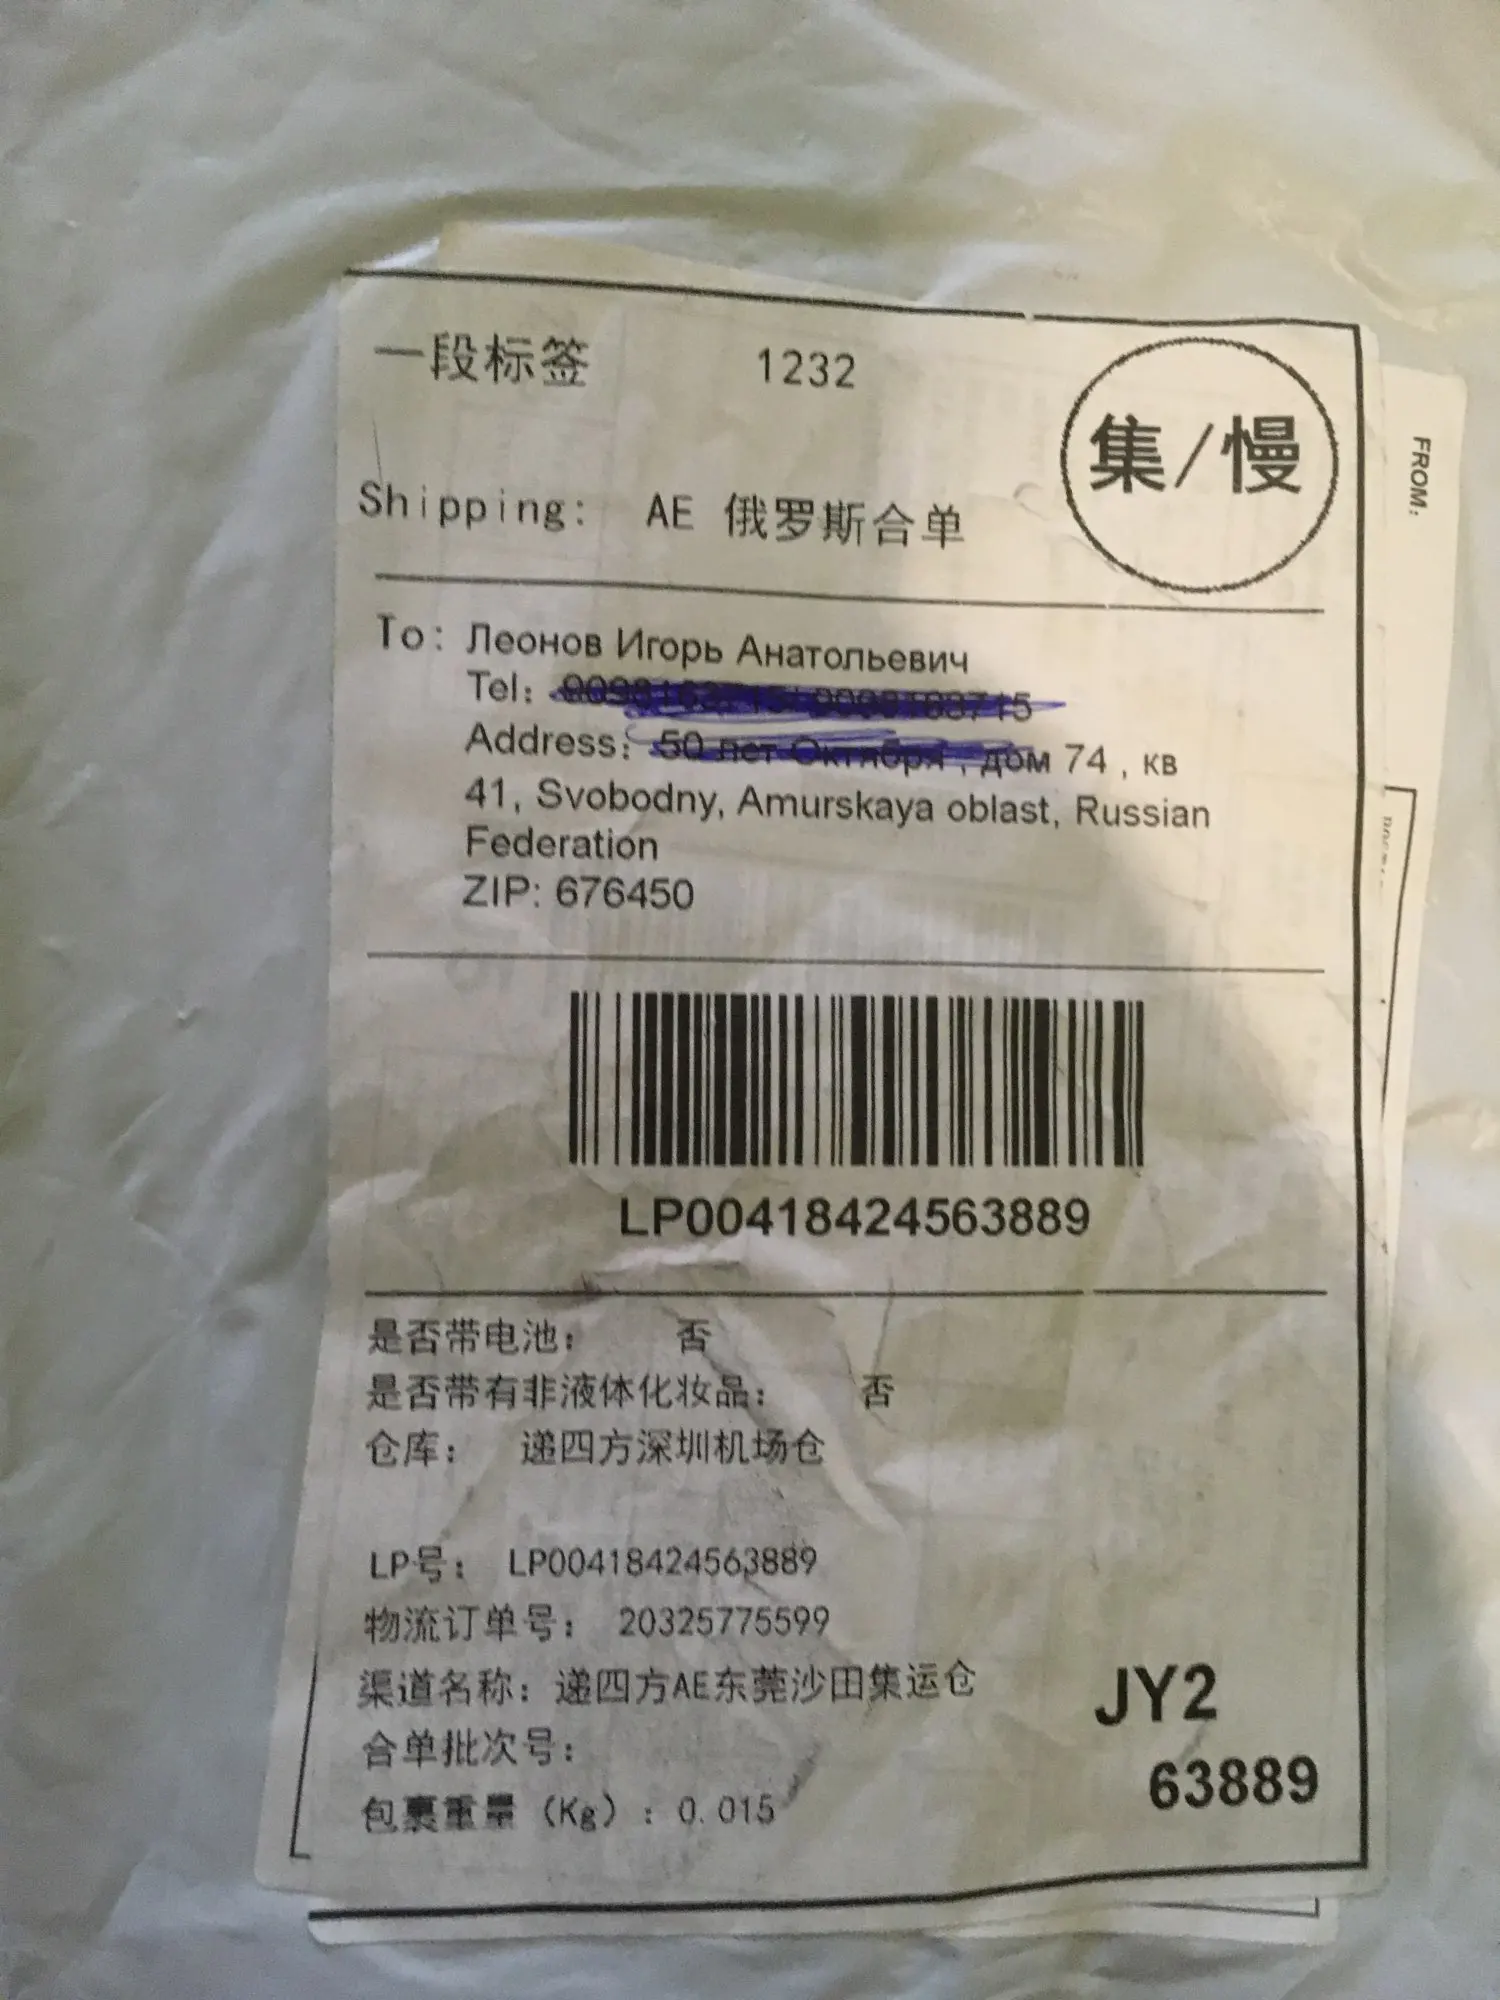 一段标签 1232
集/慢
Shipping: AE 俄罗斯合单
FROM:
To: Леонов Игорь Анатольевич
Tel:
Address: дом 74 , кв
41, Svobodny, Amurskaya oblast, Russian
Federation
ZIP: 676450
LP00418424563889
是否带电池: 否
是否带有非液体化妆品: 否
仓库: 递四方深圳机场仓
LP号: LP00418424563889
物流订单号: 20325775599
渠道名称: 递四方AE东莞沙田集运仓
JY2
合单批次号:
63889
包裹重量 (Kg) : 0.015